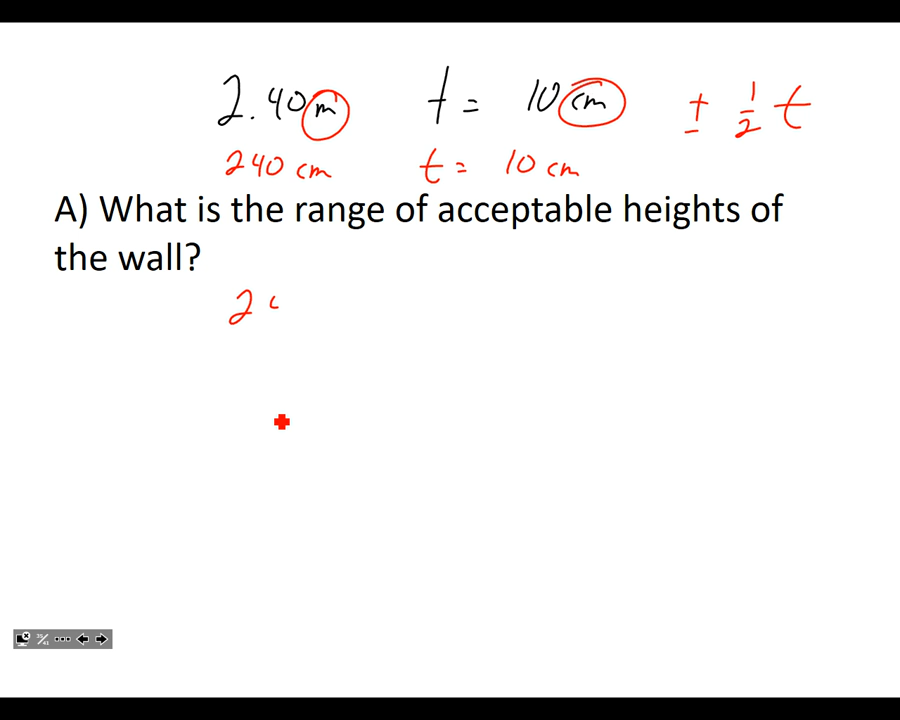 2.40 m t = 10 cm ± 1/2 t
240 cm t = 10 cm
A) What is the range of acceptable heights of
the wall?
2